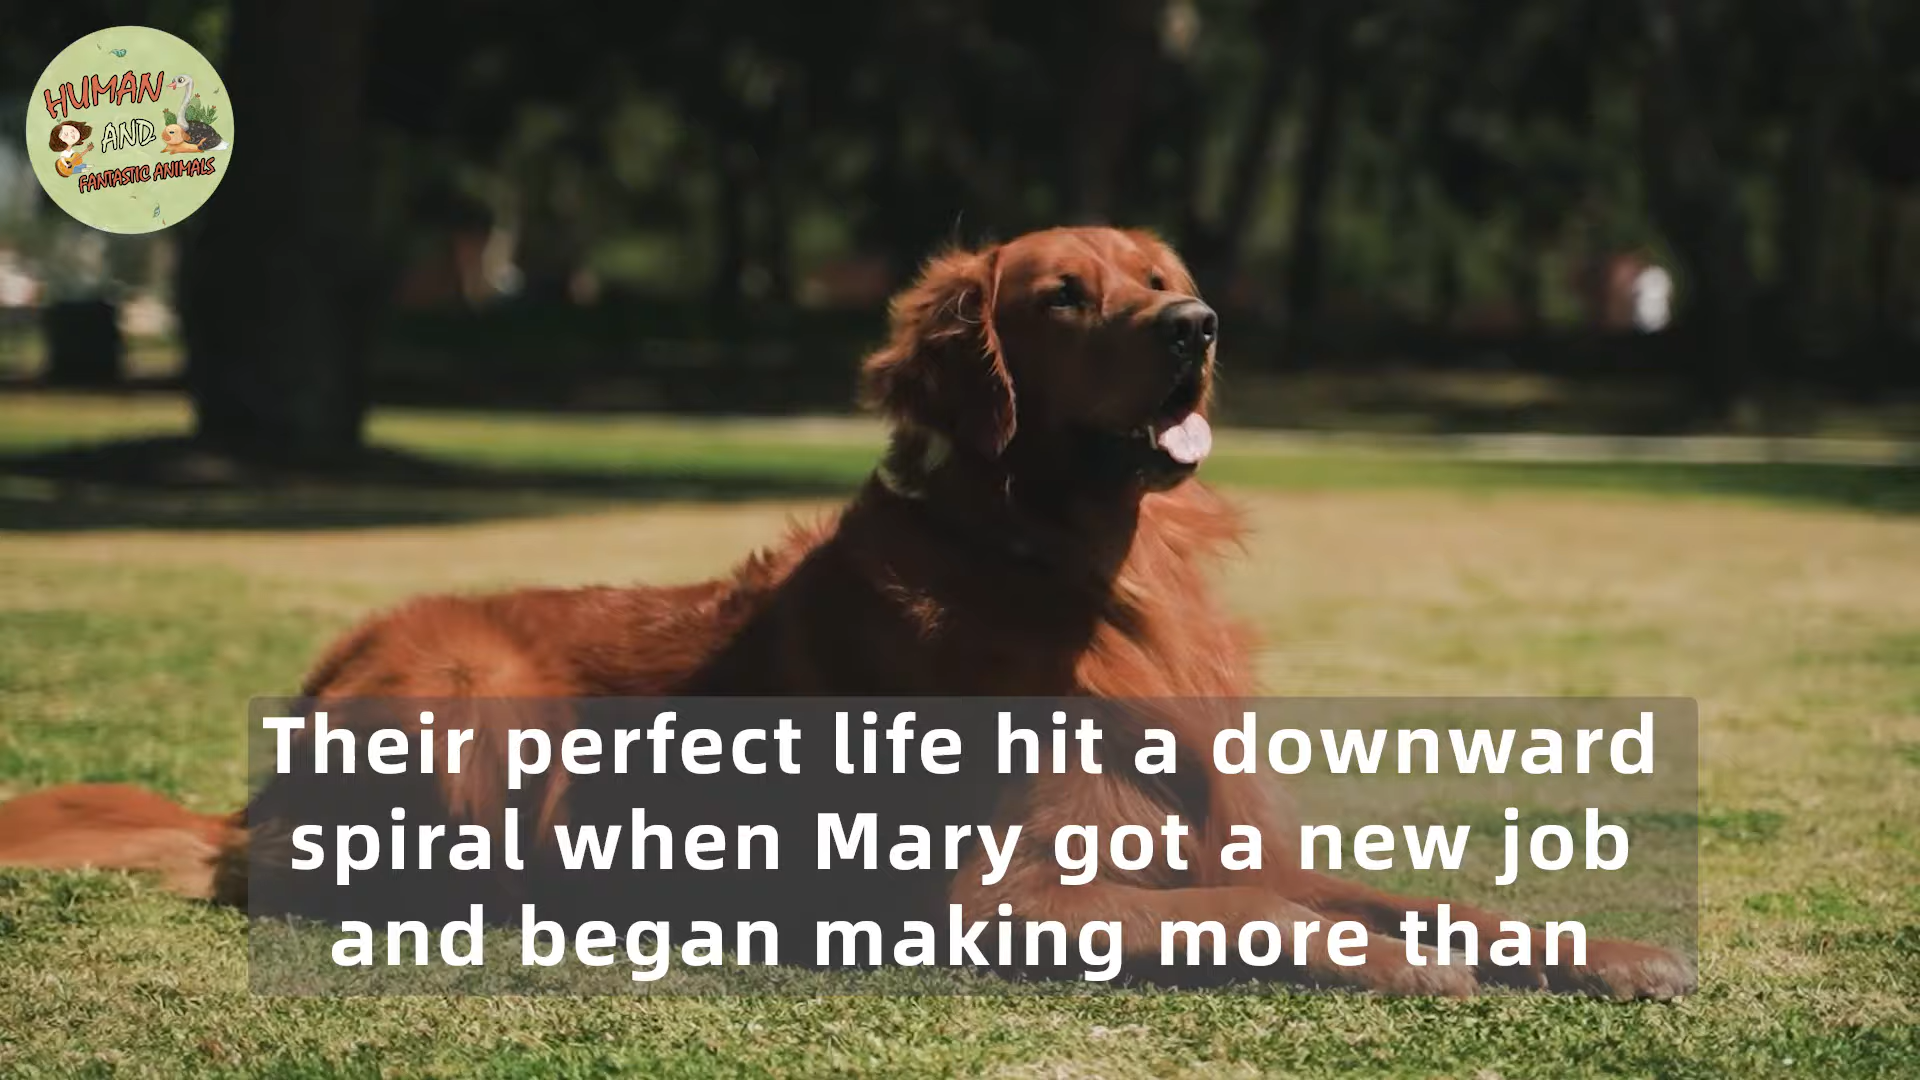 HUMAN
AND
FANTASTIC ANIMALS
Their perfect life hit a downward
spiral when Mary got a new job
and began making more than